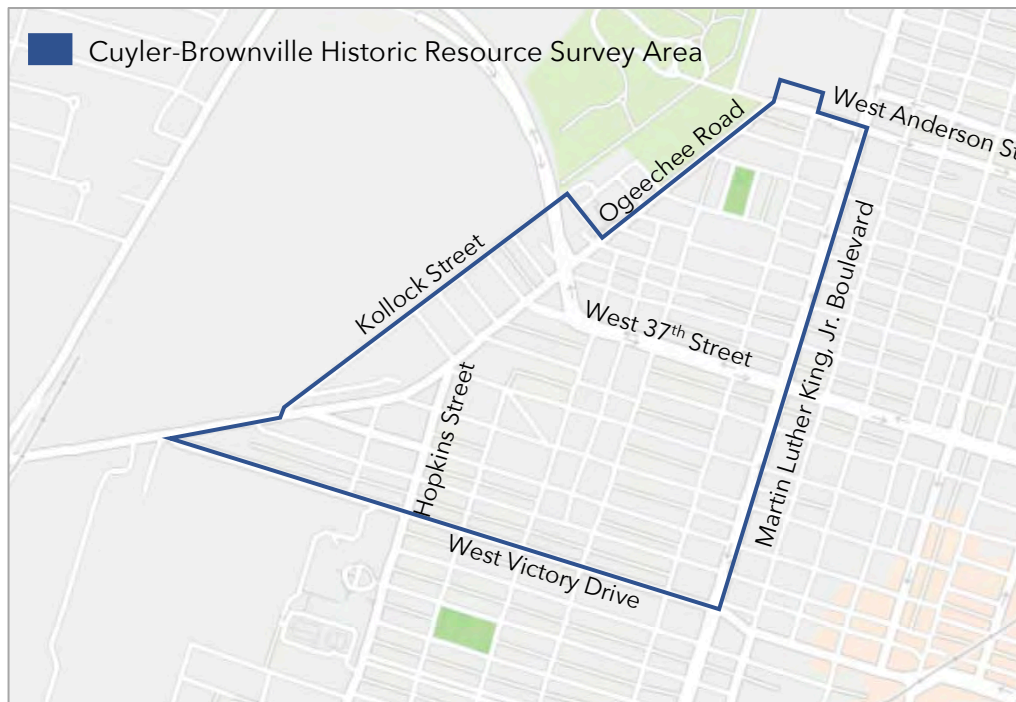 Cuyler-Brownville Historic Resource Survey Area
West Anderson St
Ogeechee Road
Kollock Street
Martin Luther King, Jr. Boulevard
West 37th Street
Hopkins Street
West Victory Drive